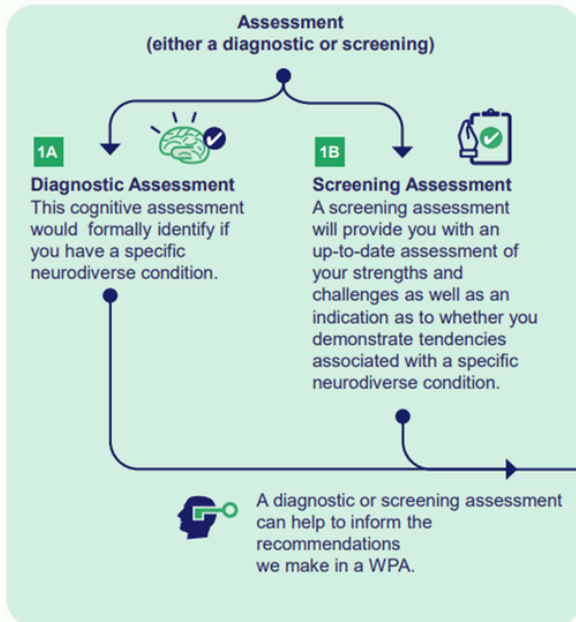 Assessment
(either a diagnostic or screening)
1A
Diagnostic Assessment
This cognitive assessment
would formally identify if
you have a specific
neurodiverse condition.
1B
Screening Assessment
A screening assessment
will provide you with an
up-to-date assessment of
your strengths and
challenges as well as an
indication as to whether you
demonstrate tendencies
associated with a specific
neurodiverse condition.
A diagnostic or screening assessment
can help to inform the
recommendations
we make in a WPA.